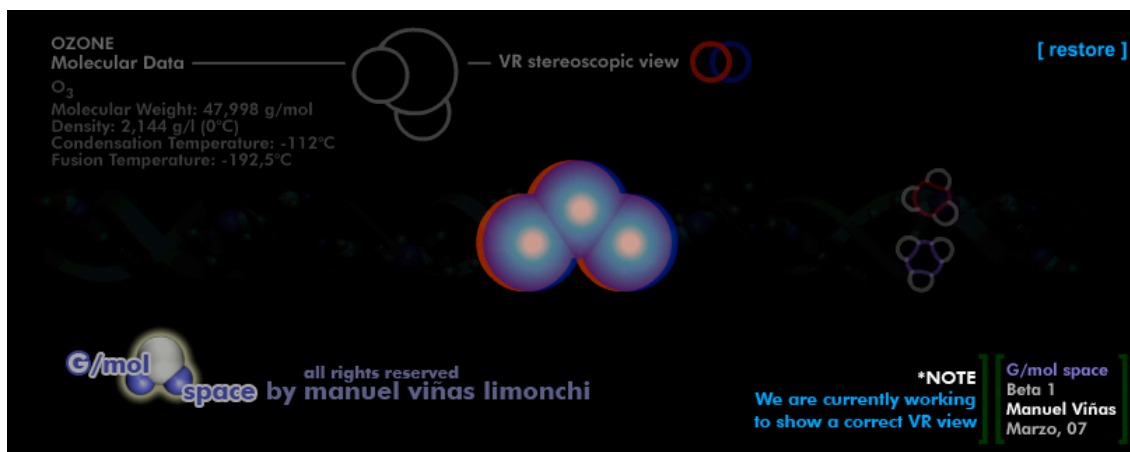 OZONE
Molecular Data
VR stereoscopic view
[ restore ]
O3
Molecular Weight: 47,998 g/mol
Density: 2,144 g/l (0°C)
Condensation Temperature: -112°C
Fusion Temperature: -192,5°C
G/mol
space
all rights reserved
by manuel viñas limonchi
*NOTE
We are currently working
to show a correct VR view
G/mol space
Beta 1
Manuel Viñas
Marzo, 07